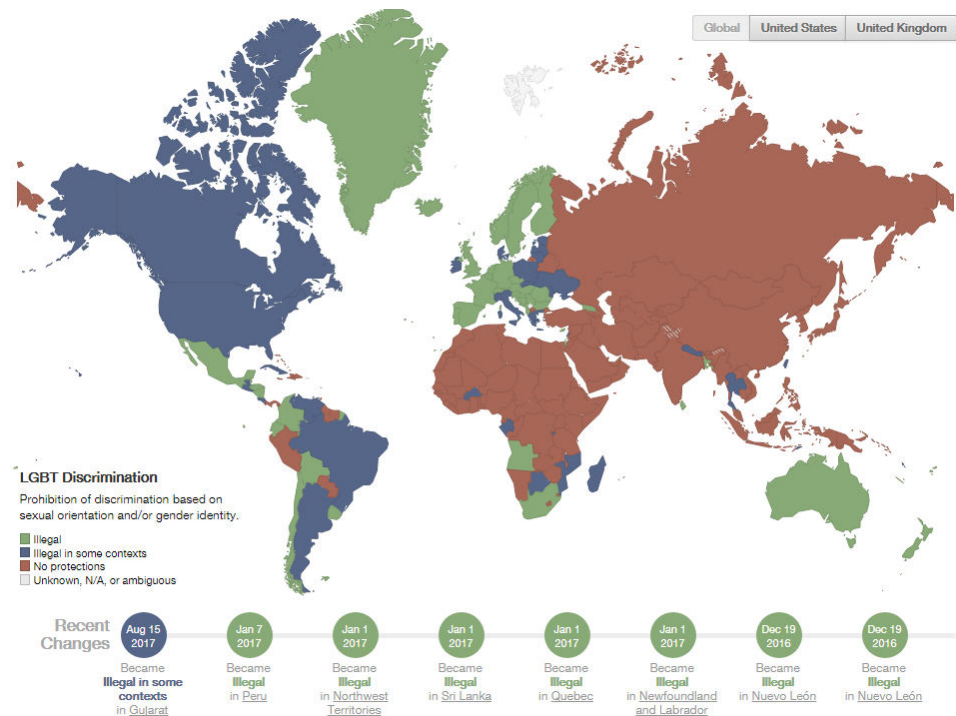 Global United States United Kingdom
LGBT Discrimination
Prohibition of discrimination based on
sexual orientation and/or gender identity.
Illegal
Illegal in some contexts
No protections
Unknown, N/A, or ambiguous
Recent
Changes
Aug 15
2017
Became
Illegal in some
contexts
in Gujarat
Jan 7
2017
Became
Illegal
in Peru
Jan 1
2017
Became
Illegal
in Northwest
Territories
Jan 1
2017
Became
Illegal
in Sri Lanka
Jan 1
2017
Became
Illegal
in Quebec
Jan 1
2017
Became
Illegal
in Newfoundland
and Labrador
Dec 19
2016
Became
Illegal
in Nuevo León
Dec 19
2016
Became
Illegal
in Nuevo León